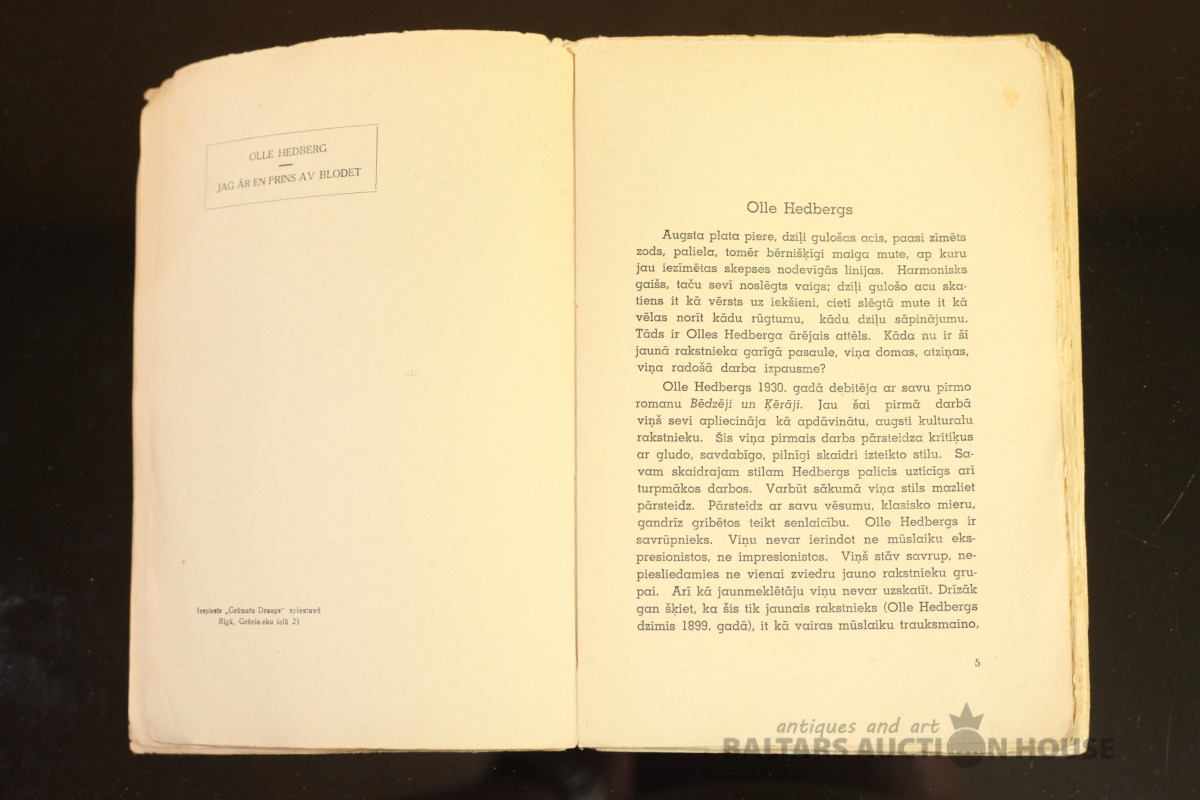 OLLE HEDBERG
JAG ÄR EN PRINS AV BLODET
Iespiests „Grāmatu Draugs" spiestuvē
Rīgā, Grēcinieku ielā 23
Olle Hedbergs
Augsta plata piere, dziļi gulošas acis, paasi zīmēts
zods, paliela, tomēr bērnišķīgi maiga mute, ap kuru
jau iezīmētas skepses nodevīgās linijas. Harmonisks
gaišs, taču sevī noslēgts vaigs; dziļi gulošo acu ska-
tiens it kā vērsts uz iekšieni, cieti slēgtā mute it kā
vēlas norīt kādu rūgtumu, kādu dziļu sāpinājumu.
Tāds ir Olles Hedberga ārējais attēls. Kāda nu ir šī
jaunā rakstnieka garīgā pasaule, viņa domas, atziņas,
viņa radošā darba izpausme?
Olle Hedbergs 1930. gadā debitēja ar savu pirmo
romanu Bēdzēji un Ķērāji. Jau šai pirmā darbā
viņš sevi apliecināja kā apdāvinātu, augsti kulturalu
rakstnieku. Šis viņa pirmais darbs pārsteidza kritiķus
ar gludo, savdabīgo, pilnīgi skaidri izteikto stilu. Sa-
vam skaidrajam stilam Hedbergs palicis uzticīgs arī
turpmākos darbos. Varbūt sākumā viņa stils mazliet
pārsteidz. Pārsteidz ar savu vēsumu, klasisko mieru,
gandrīz gribētos teikt senlaicību. Olle Hedbergs ir
savrūpnieks. Viņu nevar ierindot ne mūslaiku eks-
presionistos, ne impresionistos. Viņš stāv savrup, ne-
piesliedamies ne vienai zviedru jauno rakstnieku gru-
pai. Arī kā jaunmeklētāju viņu nevar uzskatīt. Drīzāk
gan šķiet, ka šis tik jaunais rakstnieks (Olle Hedbergs
dzimis 1899. gadā), it kā vairas mūslaiku trauksmaino,
5
antiques and art
BALTARS AUCTION HOUSE